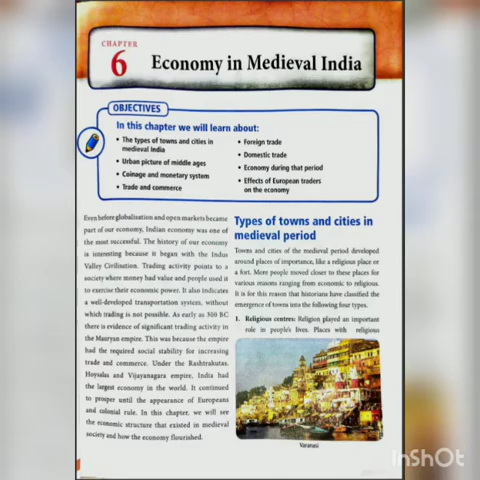 CHAPTER
6
Economy in Medieval India
OBJECTIVES
In this chapter we will learn about:
• The types of towns and cities in
medieval India
• Urban picture of middle ages
• Coinage and monetary system
• Trade and commerce
• Foreign trade
• Domestic trade
• Economy during that period
• Effects of European traders
on the economy
Even before globalisation and open markets became
part of our economy, Indian economy was one of
the most successful. The history of our economy
is interesting because it began with the Indus
Valley Civilisation. Trading activity points to a
society where money had value and people used it
to exercise their economic power. It also indicates
a well-developed transportation system, without
which trading is not possible. As early as 300 BC
there is evidence of significant trading activity in
the Mauryan empire. This was because the empire
had the required social stability for increasing
trade and commerce. Under the Rashtrakutas,
Hoysalas and Vijayanagara empire, India had
the largest economy in the world. It continued
to prosper until the appearance of Europeans
and colonial rule. In this chapter, we will see
the economic structure that existed in medieval
society and how the economy flourished.
Types of towns and cities in
medieval period
Towns and cities of the medieval period developed
around places of importance, like a religious place or
a fort. More people moved closer to these places for
various reasons ranging from economic to religious.
It is for this reason that historians have classified the
emergence of towns into the following four types.
1. Religious centres: Religion played an important
role in people's lives. Places with religious
Varanasi
InShOt